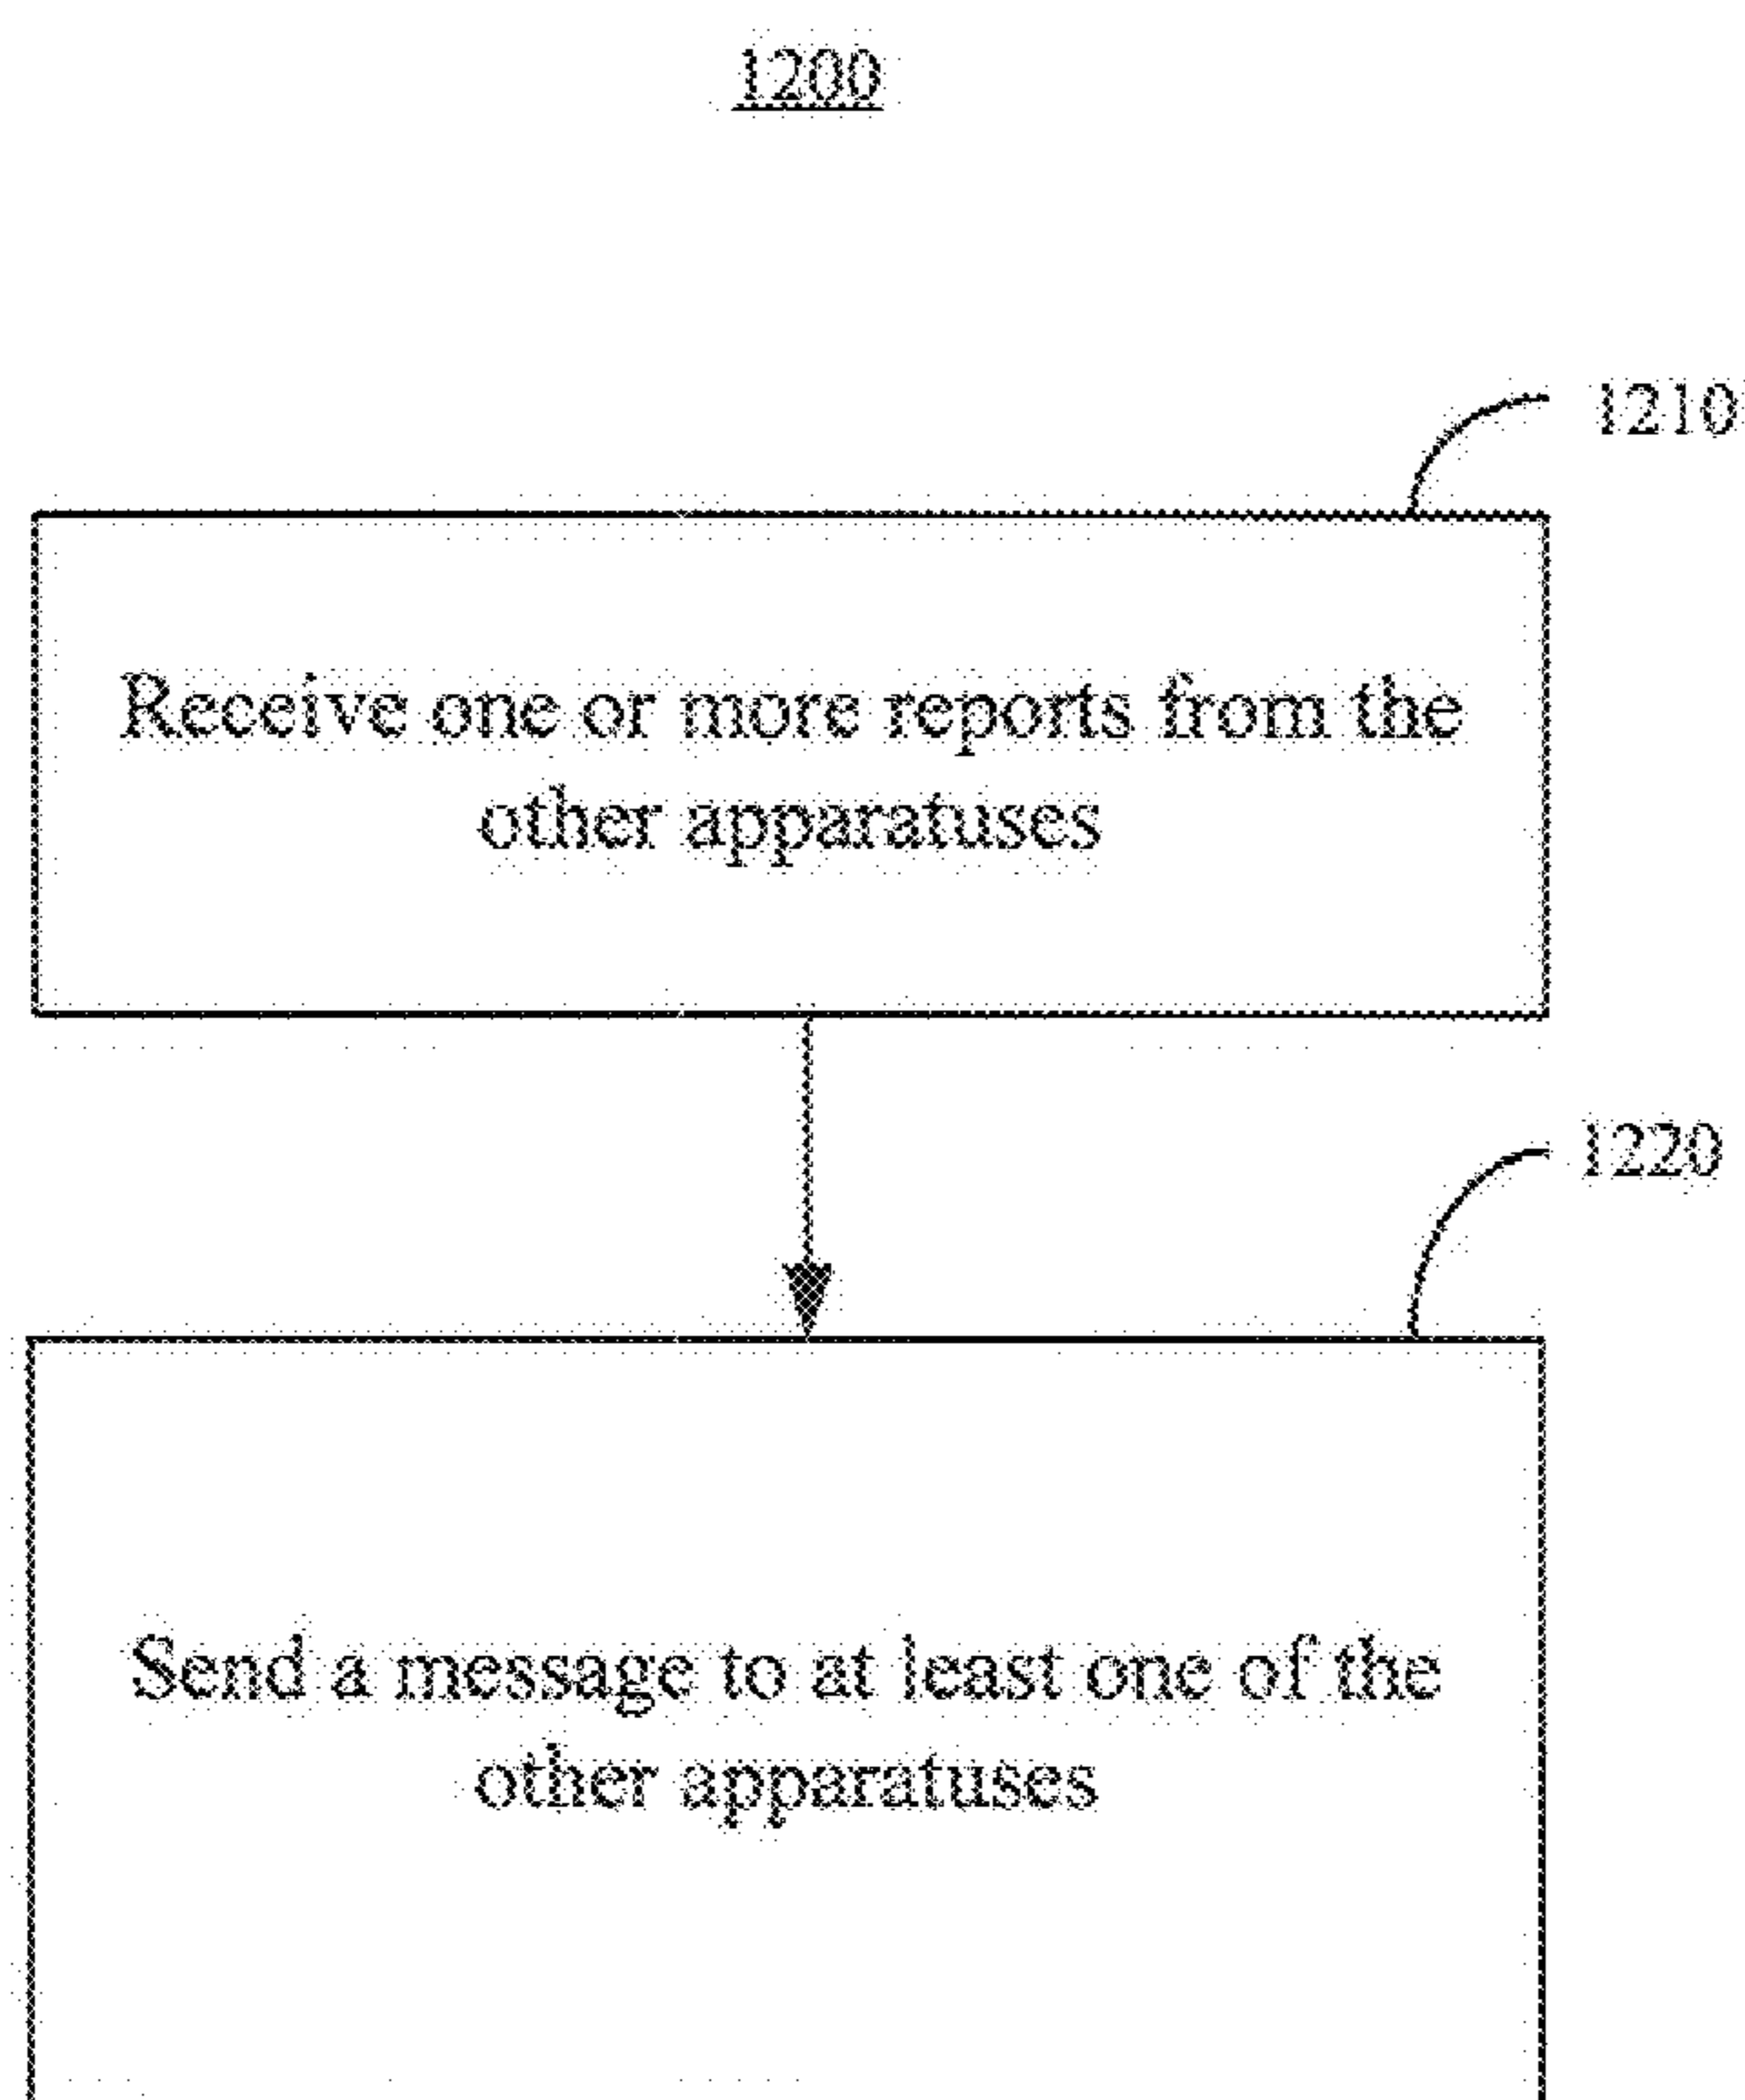 1200
1210
Receive one or more reports from the
other apparatuses
1220
Send a message to at least one of the
other apparatuses